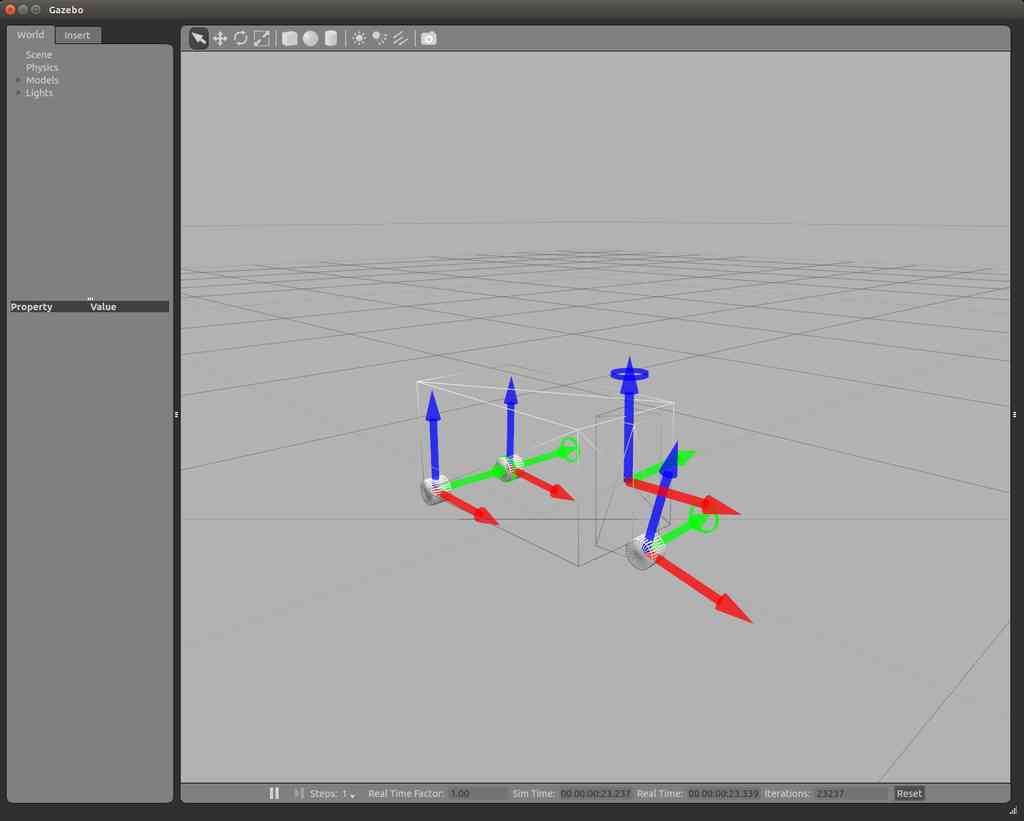 Gazebo
World Insert
Scene
Physics
Models
Lights
Property Value
Steps: 1 Real Time Factor: 1.00 Sim Time: 00 00:00:23.237 Real Time: 00 00:00:23.339 Iterations: 23237 Reset